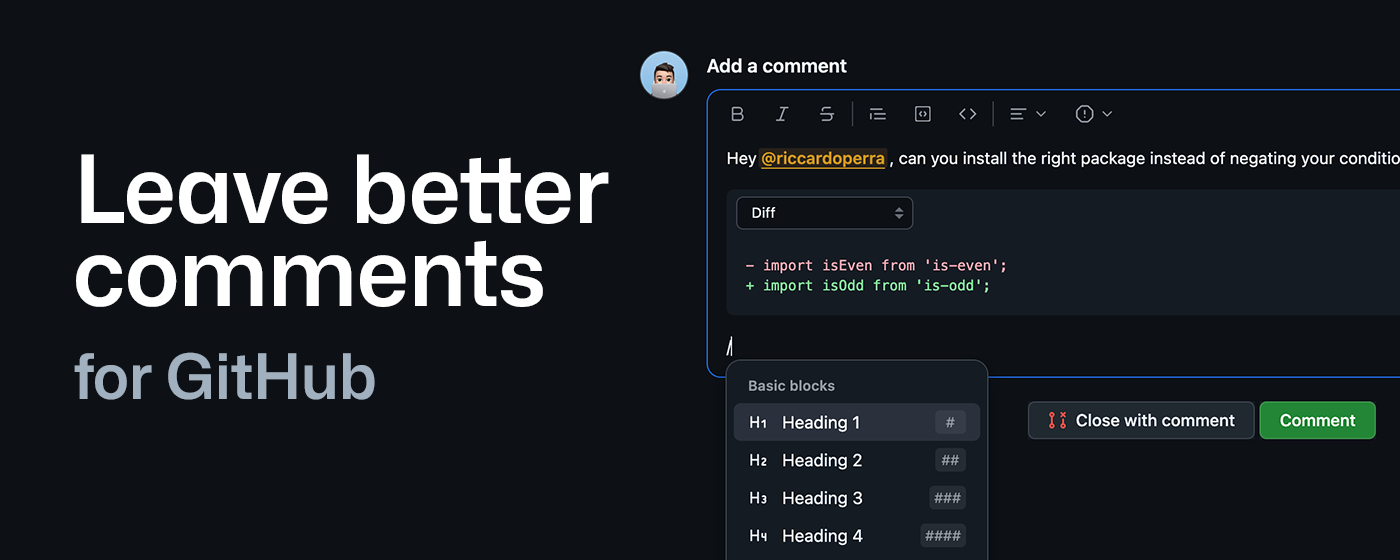 Leave better
comments
for GitHub
Add a comment
B I S
Hey @riccardoperra , can you install the right package instead of negating your conditio
Diff
- import isEven from 'is-even';
+ import isOdd from 'is-odd';
/
Basic blocks
H1 Heading 1 #
H2 Heading 2 ##
H3 Heading 3 ###
H4 Heading 4 ####
Close with comment
Comment